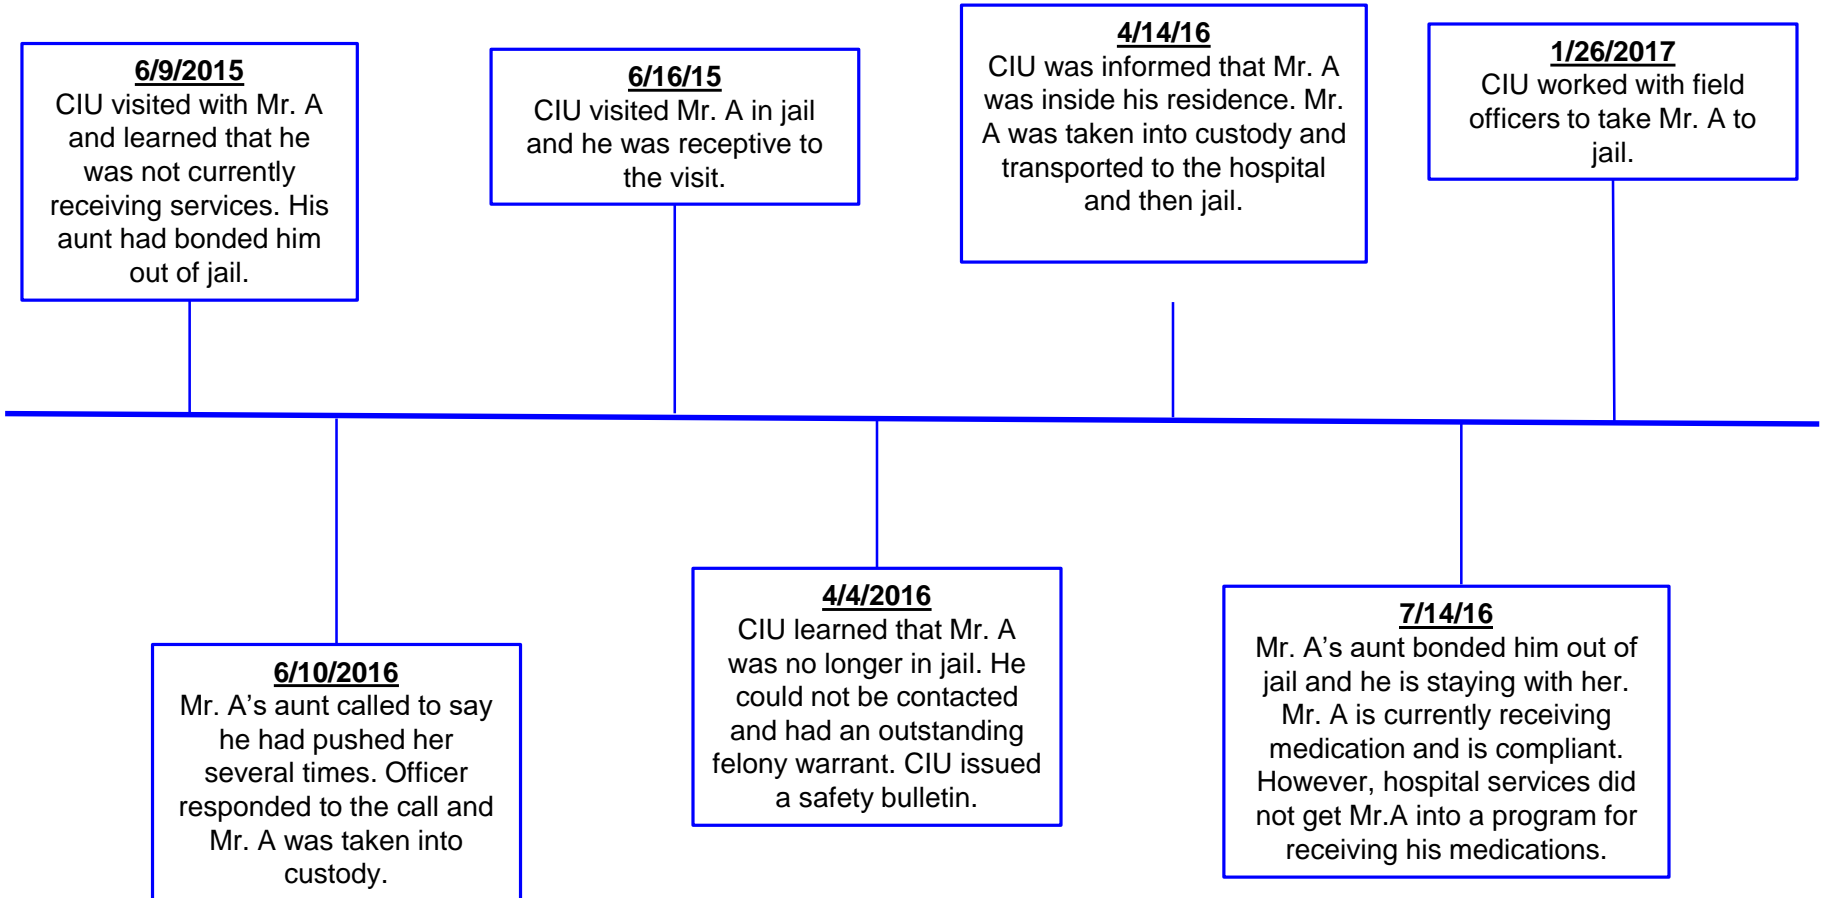 6/9/2015
CIU visited with Mr. A
and learned that he
was not currently
receiving services. His
aunt had bonded him
out of jail.
6/16/15
CIU visited Mr. A in jail
and he was receptive to
the visit.
4/14/16
CIU was informed that Mr. A
was inside his residence. Mr.
A was taken into custody and
transported to the hospital
and then jail.
1/26/2017
CIU worked with field
officers to take Mr. A to
jail.
6/10/2016
Mr. A’s aunt called to say
he had pushed her
several times. Officer
responded to the call and
Mr. A was taken into
custody.
4/4/2016
CIU learned that Mr. A
was no longer in jail. He
could not be contacted
and had an outstanding
felony warrant. CIU issued
a safety bulletin.
7/14/16
Mr. A’s aunt bonded him out of
jail and he is staying with her.
Mr. A is currently receiving
medication and is compliant.
However, hospital services did
not get Mr.A into a program for
receiving his medications.